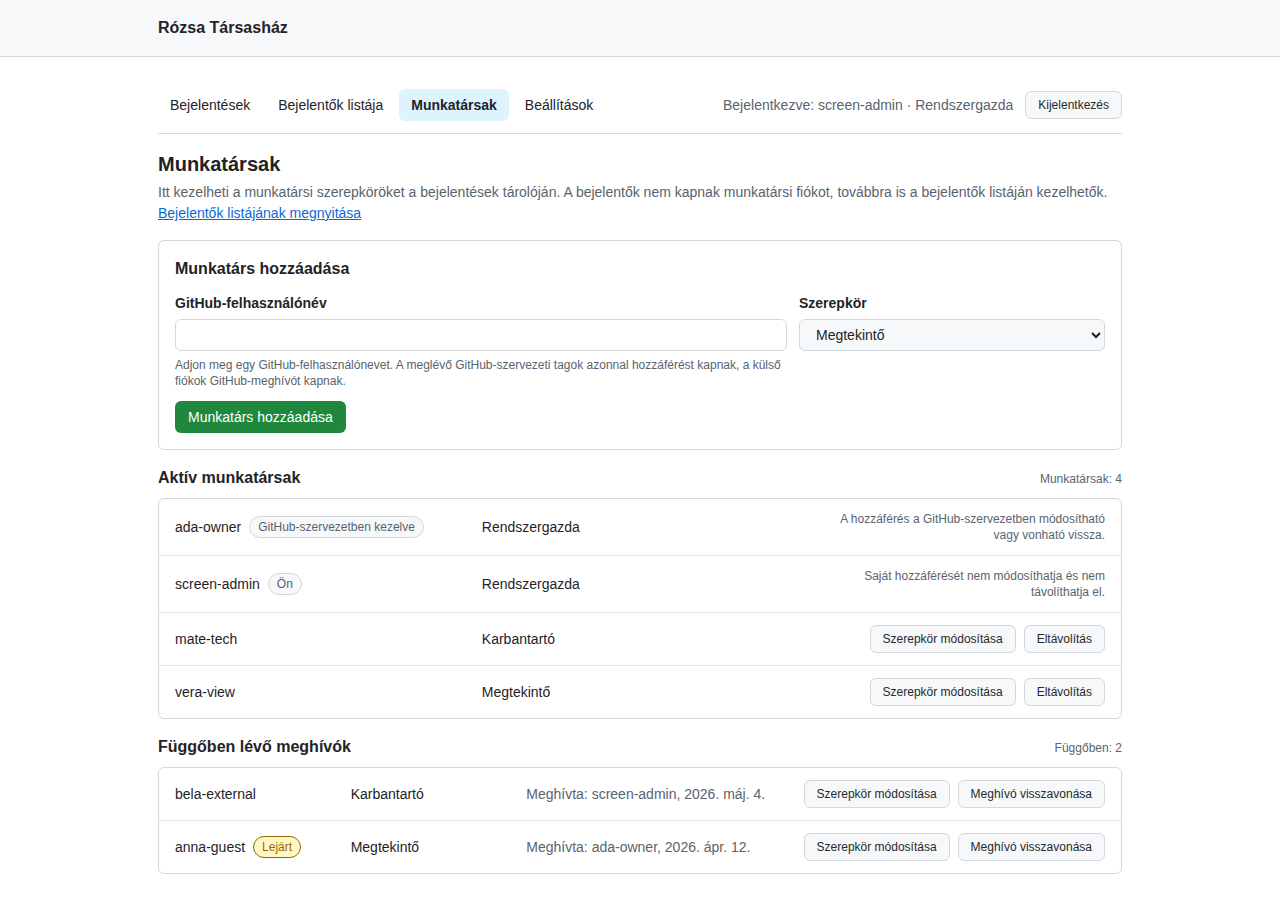 Rózsa Társasház
Bejelentések Bejelentők listája Munkatársak Beállítások Bejelentkezve: screen-admin · Rendszergazda Kijelentkezés
Munkatársak
Itt kezelheti a munkatársi szerepköröket a bejelentések tárolóján. A bejelentők nem kapnak munkatársi fiókot, továbbra is a bejelentők listáján kezelhetők.
Bejelentők listájának megnyitása
Munkatárs hozzáadása
GitHub-felhasználónév Szerepkör
Megtekintő
Adjon meg egy GitHub-felhasználónevet. A meglévő GitHub-szervezeti tagok azonnal hozzáférést kapnak, a külső
fiókok GitHub-meghívót kapnak.
Munkatárs hozzáadása
Aktív munkatársak Munkatársak: 4
ada-owner GitHub-szervezetben kezelve Rendszergazda A hozzáférés a GitHub-szervezetben módosítható
vagy vonható vissza.
screen-admin Ön Rendszergazda Saját hozzáférését nem módosíthatja és nem
távolíthatja el.
mate-tech Karbantartó Szerepkör módosítása Eltávolítás
vera-view Megtekintő Szerepkör módosítása Eltávolítás
Függőben lévő meghívók Függőben: 2
bela-external Karbantartó Meghívta: screen-admin, 2026. máj. 4. Szerepkör módosítása Meghívó visszavonása
anna-guest Lejárt Megtekintő Meghívta: ada-owner, 2026. ápr. 12. Szerepkör módosítása Meghívó visszavonása